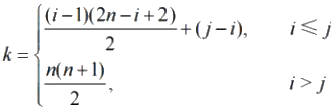 k = { (i−1)(2n−i+2)/2 + (j−i), i ⩽ j
n(n+1)/2, i > j